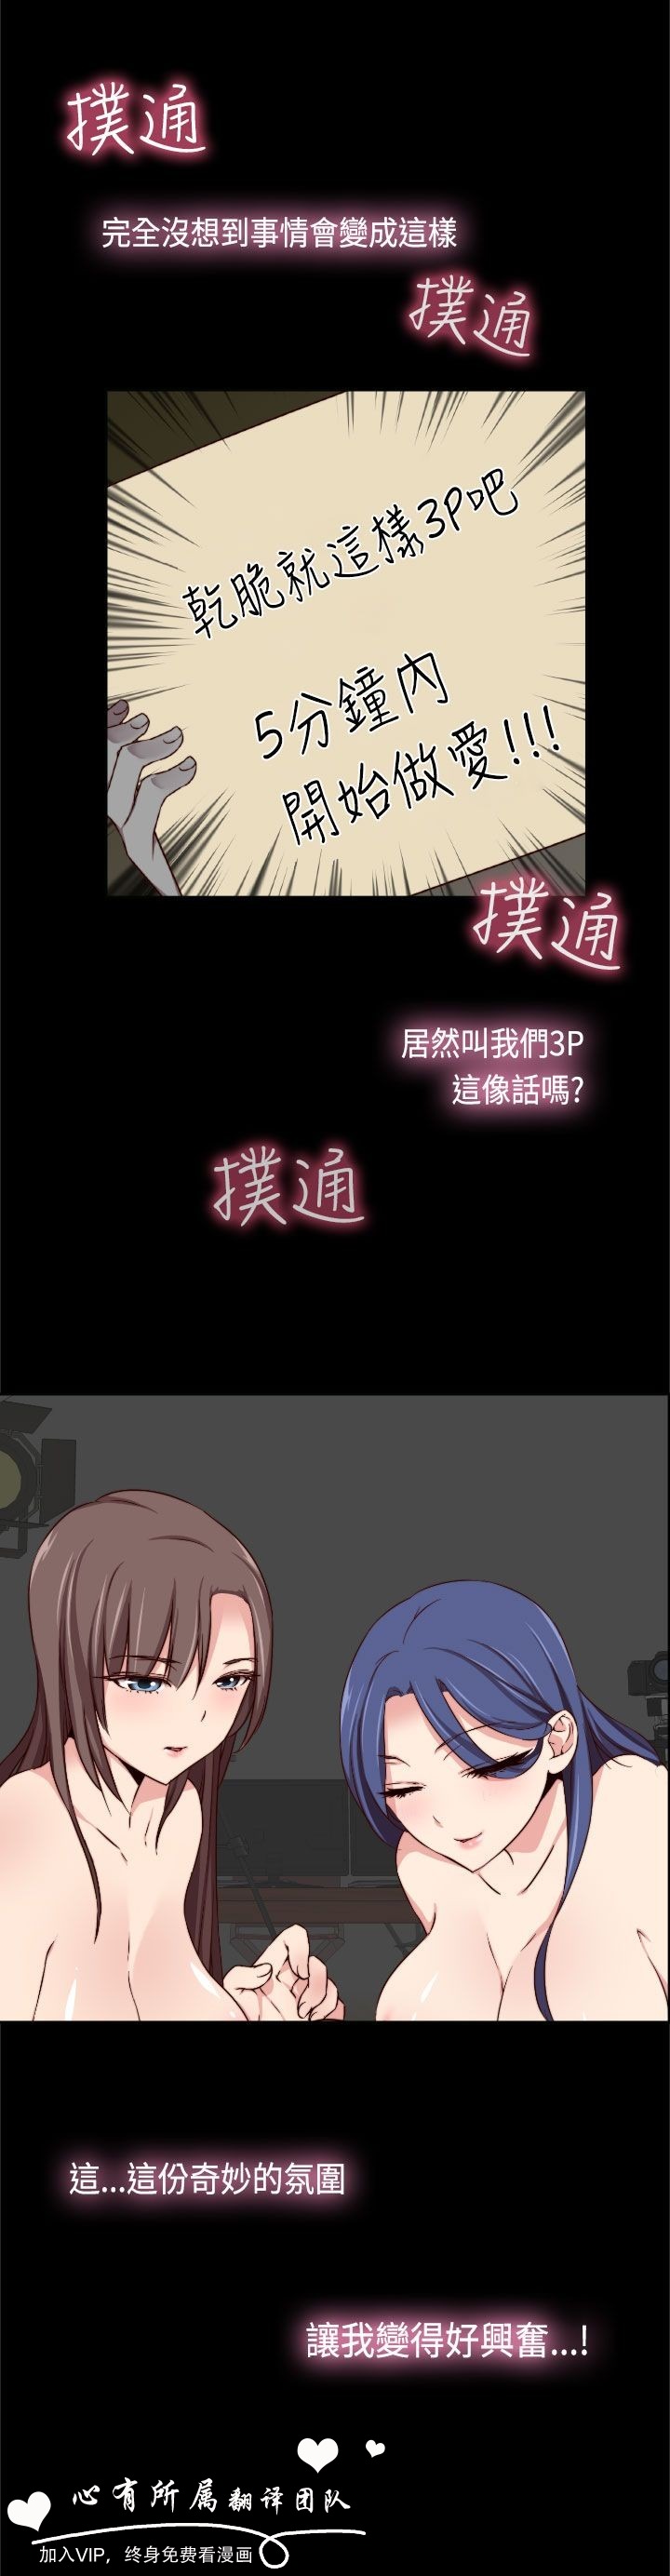 撲通
完全沒想到事情會變成這樣
撲通
乾脆就這樣3P吧
5分鐘內
開始做愛!!!
撲通
居然叫我們3P
這像話嗎?
撲通
這...這份奇妙的氛圍
讓我變得好興奮...!
心有所属翻译团队
加入VIP，终身免费看漫画